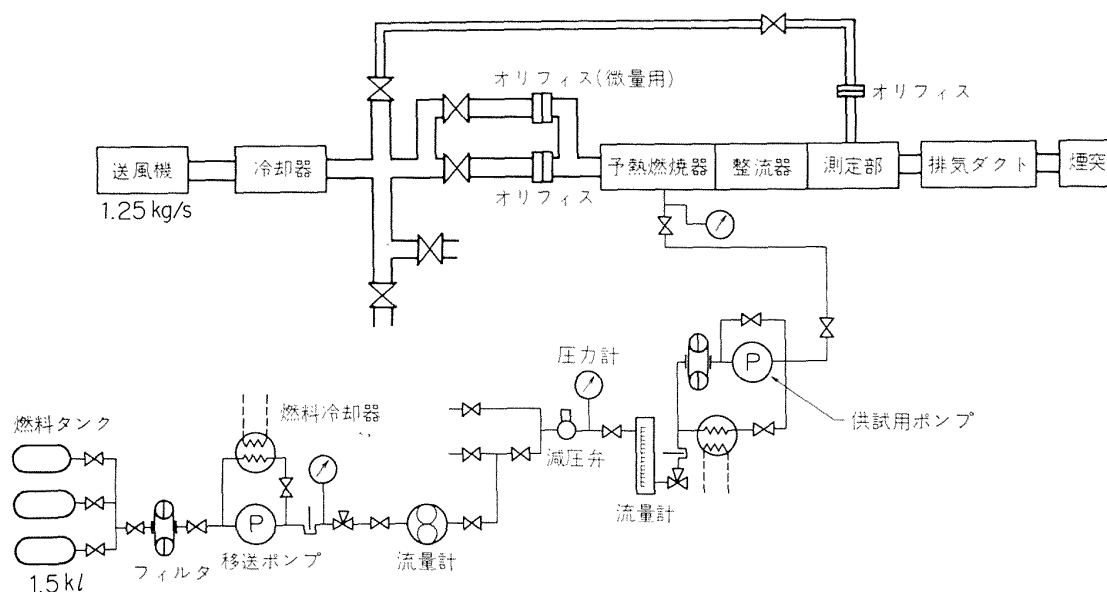 オリフィス(微量用)
オリフィス
送風機
冷却器
予熱燃焼器
整流器
測定部
排気ダクト
煙突
1.25kg/s
オリフィス
圧力計
P
供試用ポンプ
燃料冷却器
燃料タンク
減圧弁
流量計
P
移送ポンプ
流量計
フィルタ
1.5kl